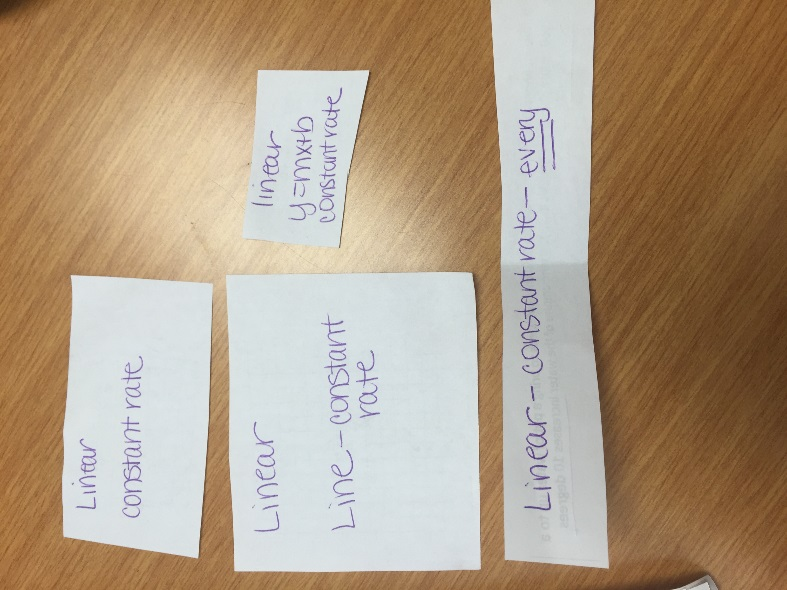 Linear
constant rate
Linear
Line - constant
rate
linear
y = mx + b
constant rate
Linear - constant rate - every